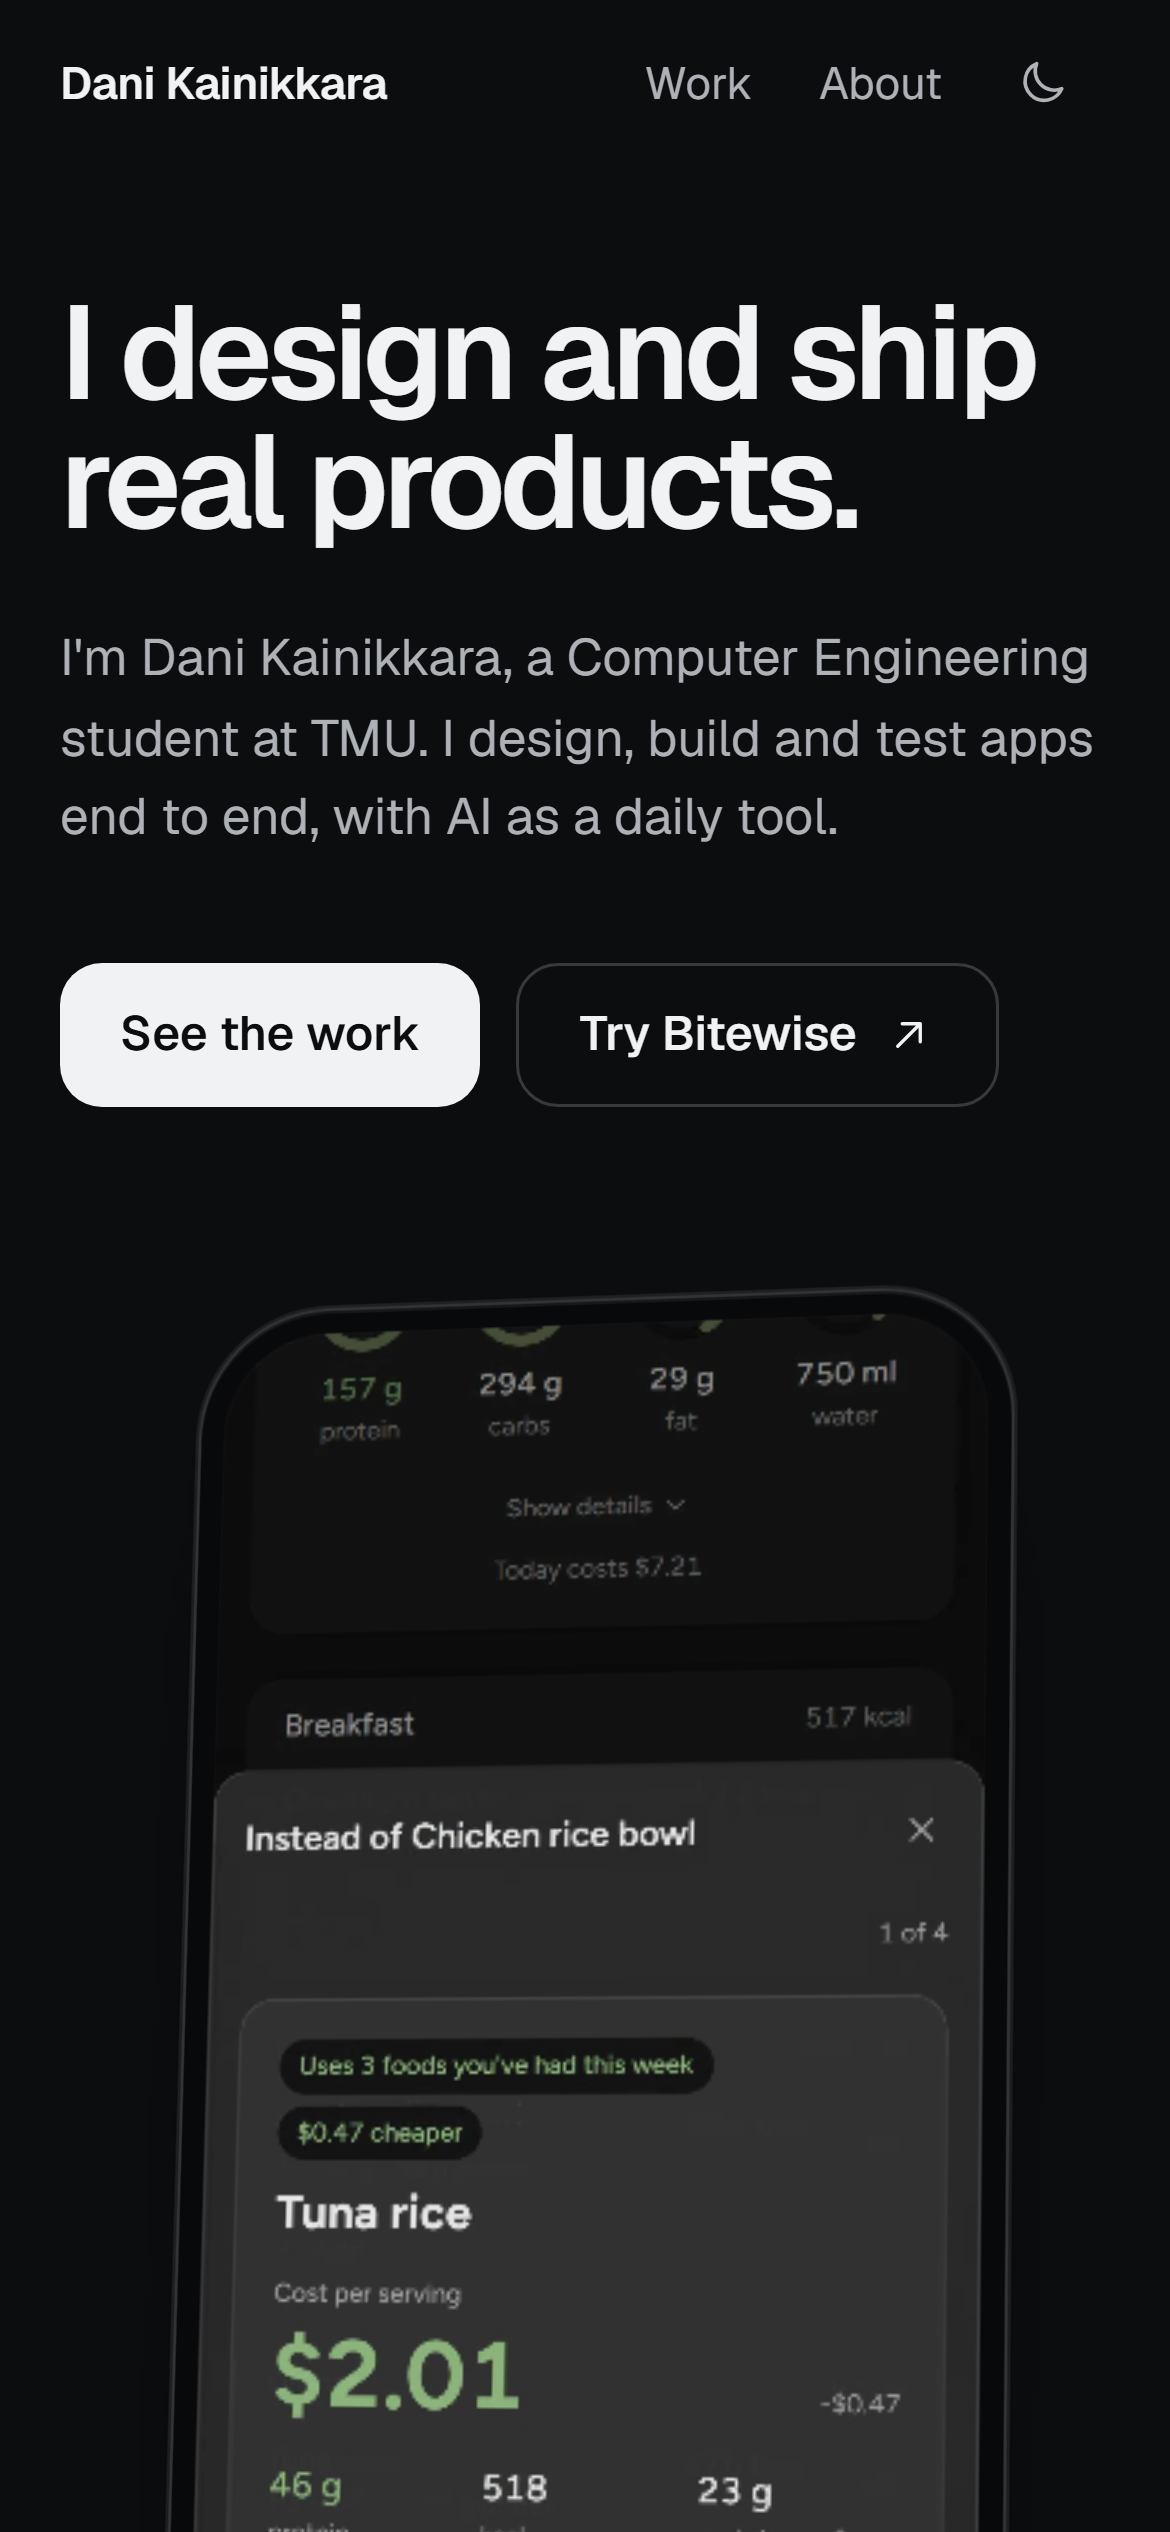 Dani Kainikkara
Work
About
I design and ship
real products.
I'm Dani Kainikkara, a Computer Engineering
student at TMU. I design, build and test apps
end to end, with AI as a daily tool.
See the work
Try Bitewise
157 g
294 g
29 g
750 ml
protein
carbs
fat
water
Show details
Today costs $7.21
Breakfast
517 kcal
Instead of Chicken rice bowl
1 of 4
Uses 3 foods you've had this week
$0.47 cheaper
Tuna rice
Cost per serving
$2.01
-$0.47
46 g
518
23 g